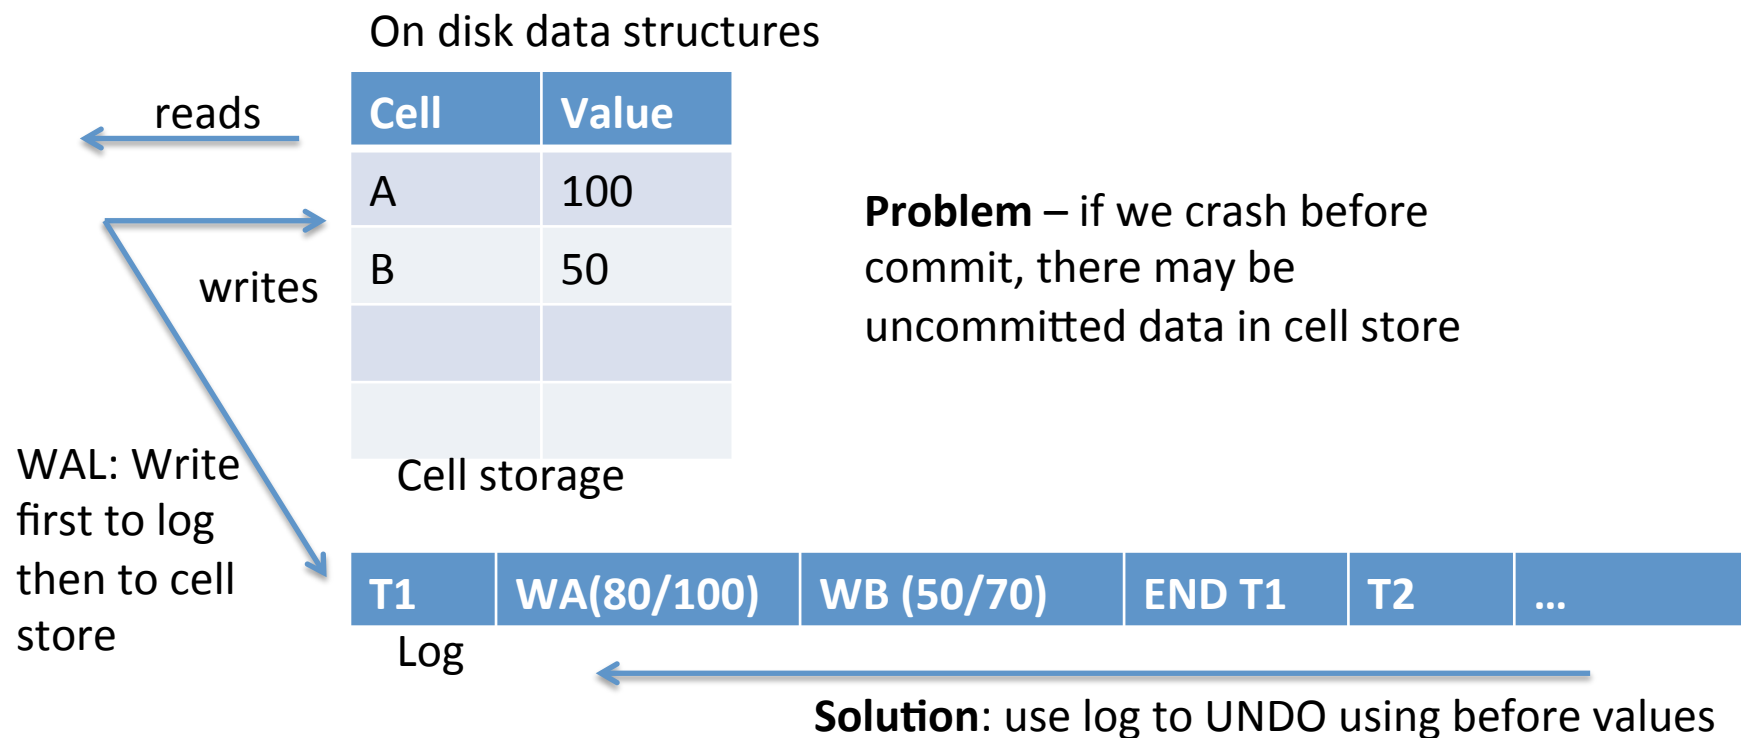 On disk data structures
reads
Cell Value
A 100
B 50
writes
Problem – if we crash before
commit, there may be
uncommitted data in cell store
WAL: Write
first to log
then to cell
store
Cell storage
T1 WA(80/100) WB (50/70) END T1 T2 ...
Log
Solution: use log to UNDO using before values